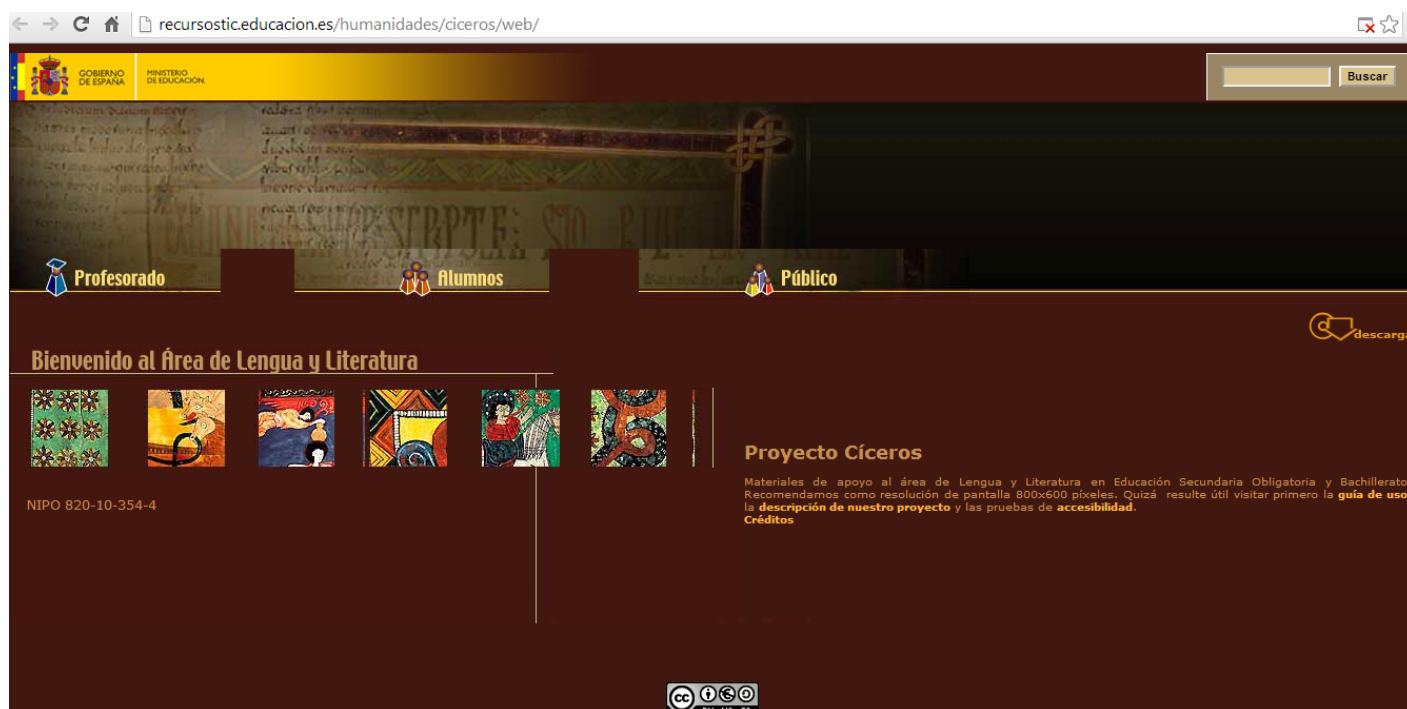 recursostic.educacion.es/humanidades/ciceros/web/
GOBIERNO
DE ESPAÑA
MINISTERIO
DE EDUCACIÓN
Buscar
Profesorado
Alumnos
Público
descarga
Bienvenido al Área de Lengua y Literatura
Proyecto Cíceros
Materiales de apoyo al área de Lengua y Literatura en Educación Secundaria Obligatoria y Bachillerato
Recomendamos como resolución de pantalla 800x600 píxeles. Quizá resulte útil visitar primero la guía de uso
la descripción de nuestro proyecto y las pruebas de accesibilidad.
Créditos
NIPO 820-10-354-4
cc